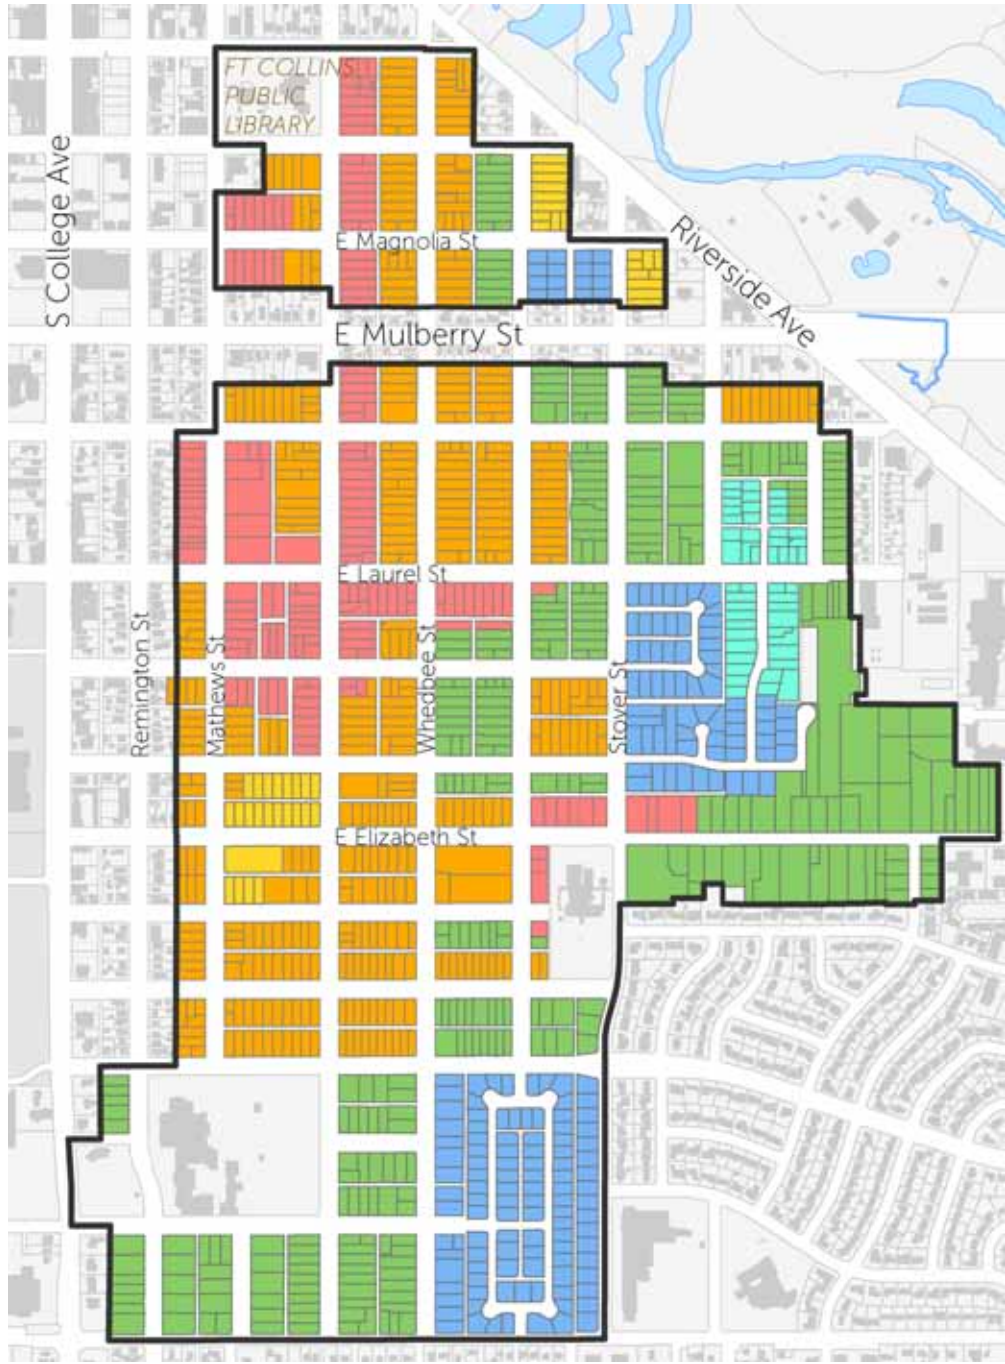 FT COLLINS
PUBLIC
LIBRARY
S College Ave
E Magnolia St
Riverside Ave
E Mulberry St
E Laurel St
Remington St
Mathews St
Whedbee St
Stover St
E Elizabeth St